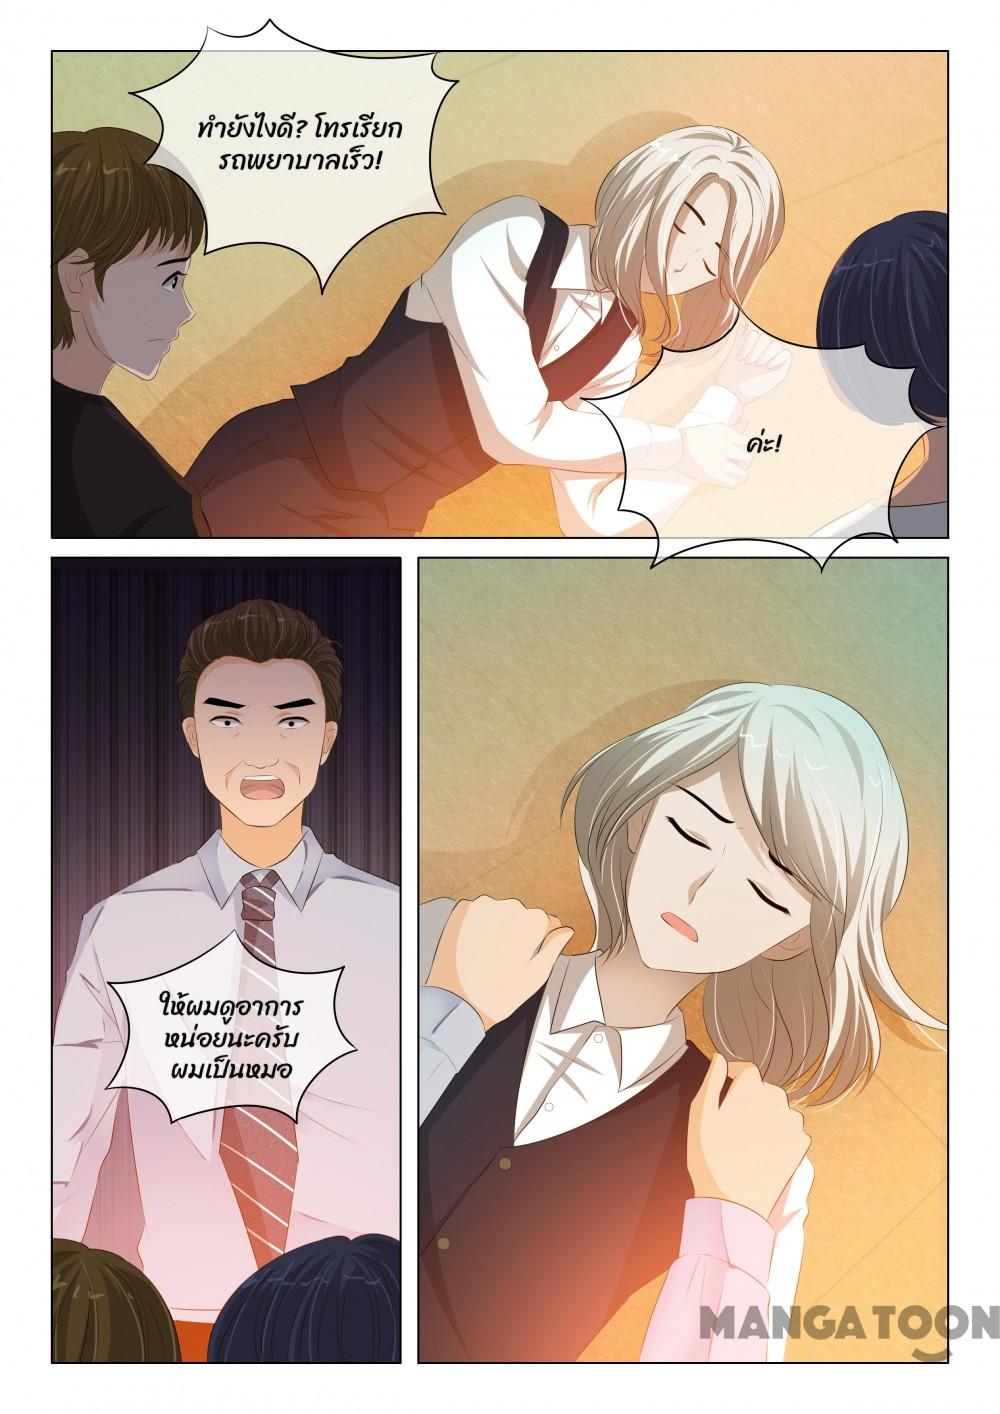 ทำยังไงดี? โทรเรียก
รถพยาบาลเร็ว!
ค่ะ!
ให้ผมดูอาการ
หน่อยนะครับ
ผมเป็นหมอ
MANGATOON